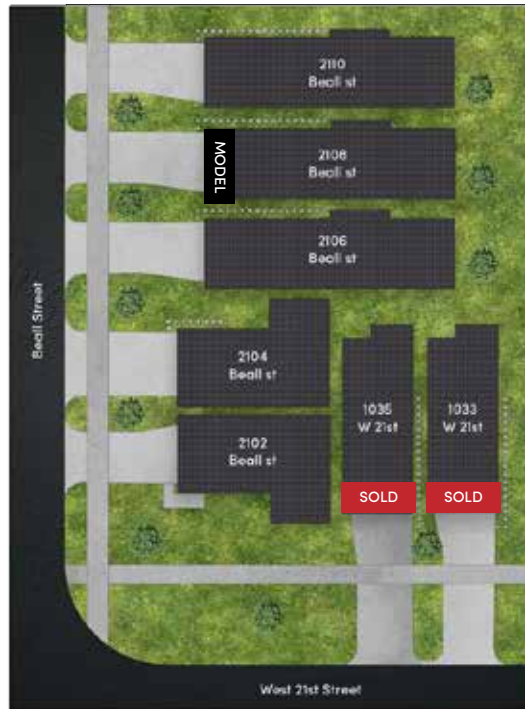 2110
Beall st
2108
Beall st
MODEL
2106
Beall st
Beall Street
2104
Beall st
1035
W 21st
1033
W 21st
2102
Beall st
SOLD
SOLD
West 21st Street